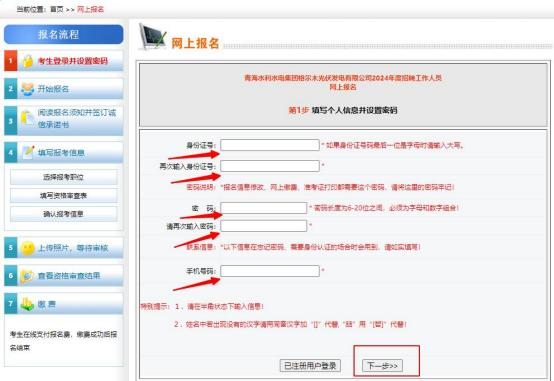 当前位置：首页 >> 网上报名
报名流程
1 考生登录并设置密码
2 开始报名
3 阅读报名须知并签订诚
信承诺书
4 填写报考信息
选择报考职位
填写资格审查表
确认报考信息
5 上传照片，等待审核
6 查看资格审查结果
7 缴 费
考生在线支付报名费，缴费成功后报
名结束
网上报名
青海水利水电集团格尔木光伏发电有限公司2024年度招聘工作人员
网上报名
第1步 填写个人信息并设置密码
身份证号： * 如果身份证号码最后一位是字母时请输入大写。
再次输入身份证号： *
密码说明：*报名信息修改、网上缴费、准考证打印都需要这个密码，请将这里的密码牢记！
密 码： * 密码长度为6-20位之间，必须为字母和数字组合！
请再次输入密码： *
联系信息：*以下信息在忘记密码，需要身份认证的场合时会用到，请如实填写！
手机号码： *
特别提示：1、请在半角状态下输入信息！
2、姓名中若出现没有的汉字请用同音汉字加“[]”代替，
已注册用户登录
下一步>>